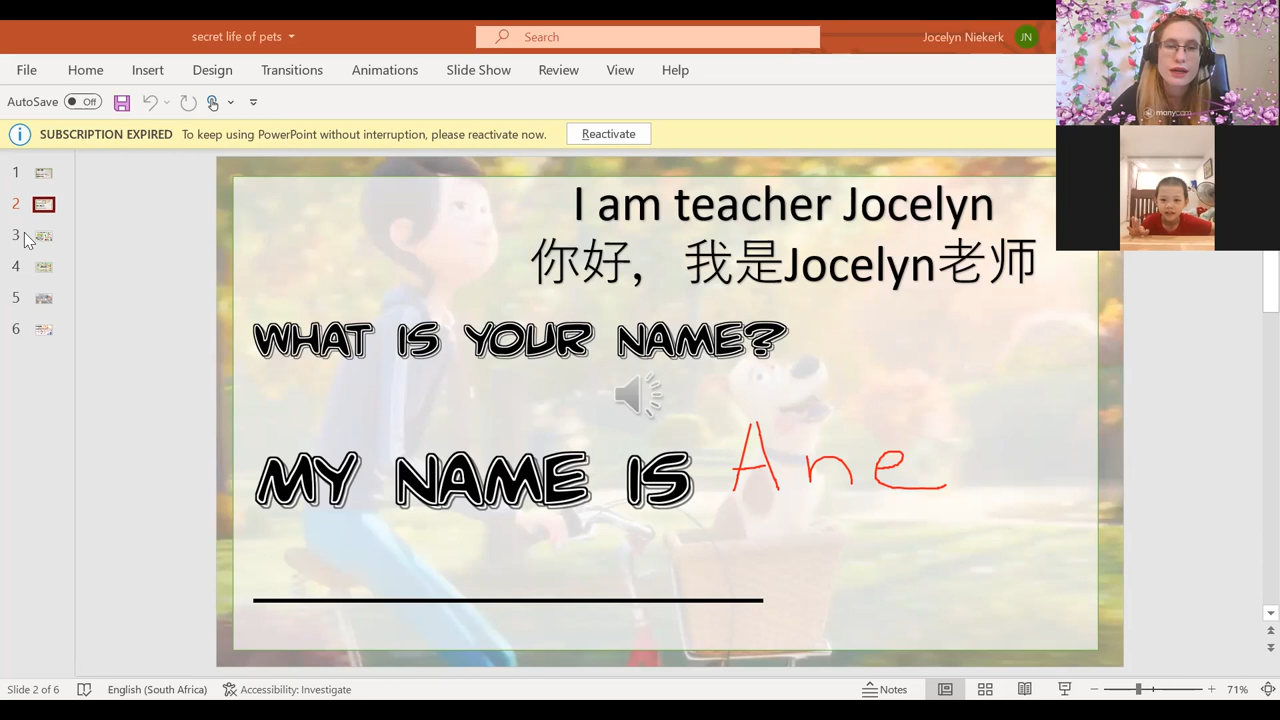 secret life of pets
Search
Jocelyn Niekerk
JN
File Home Insert Design Transitions Animations Slide Show Review View Help
AutoSave Off
SUBSCRIPTION EXPIRED To keep using PowerPoint without interruption, please reactivate now. Reactivate
manycam
1
2
3
4
5
6
I am teacher Jocelyn
你好， 我是Jocelyn老师
WHAT IS YOUR NAME?
MY NAME IS Ane
Slide 2 of 6 English (South Africa) Accessibility: Investigate Notes 71%